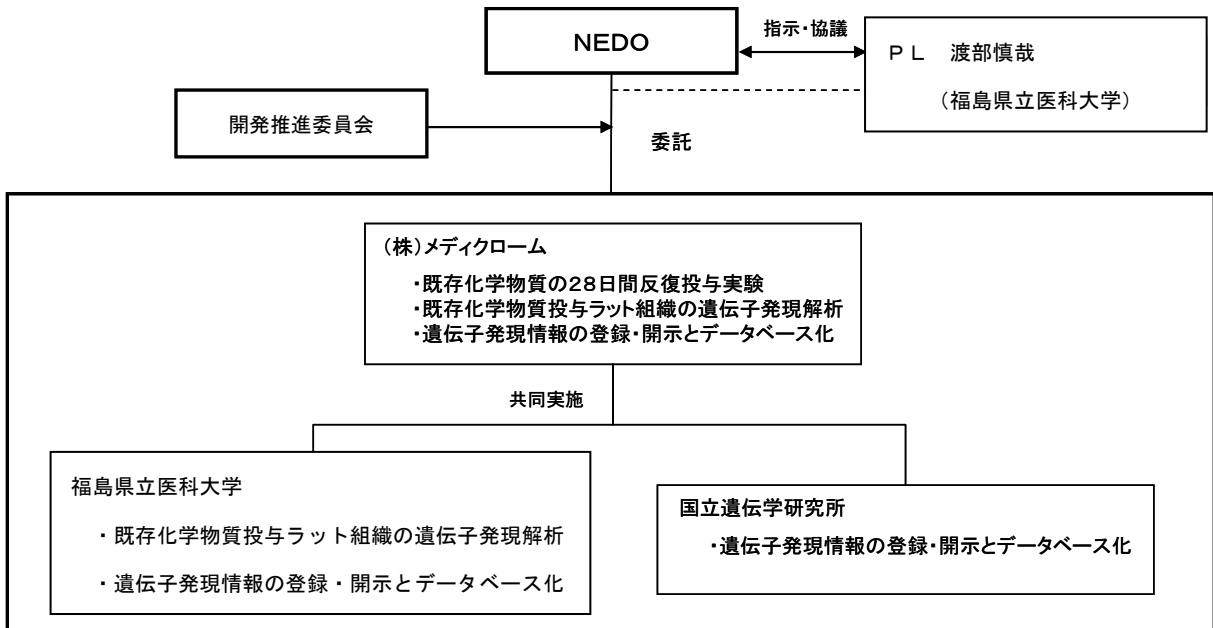 NEDO
指示・協議
PL 渡部慎哉
(福島県立医科大学)
開発推進委員会
委託
(株)メディクローム
・既存化学物質の28日間反復投与実験
・既存化学物質投与ラット組織の遺伝子発現解析
・遺伝子発現情報の登録・開示とデータベース化
共同実施
福島県立医科大学
・既存化学物質投与ラット組織の遺伝子発現解析
・遺伝子発現情報の登録・開示とデータベース化
国立遺伝学研究所
・遺伝子発現情報の登録・開示とデータベース化